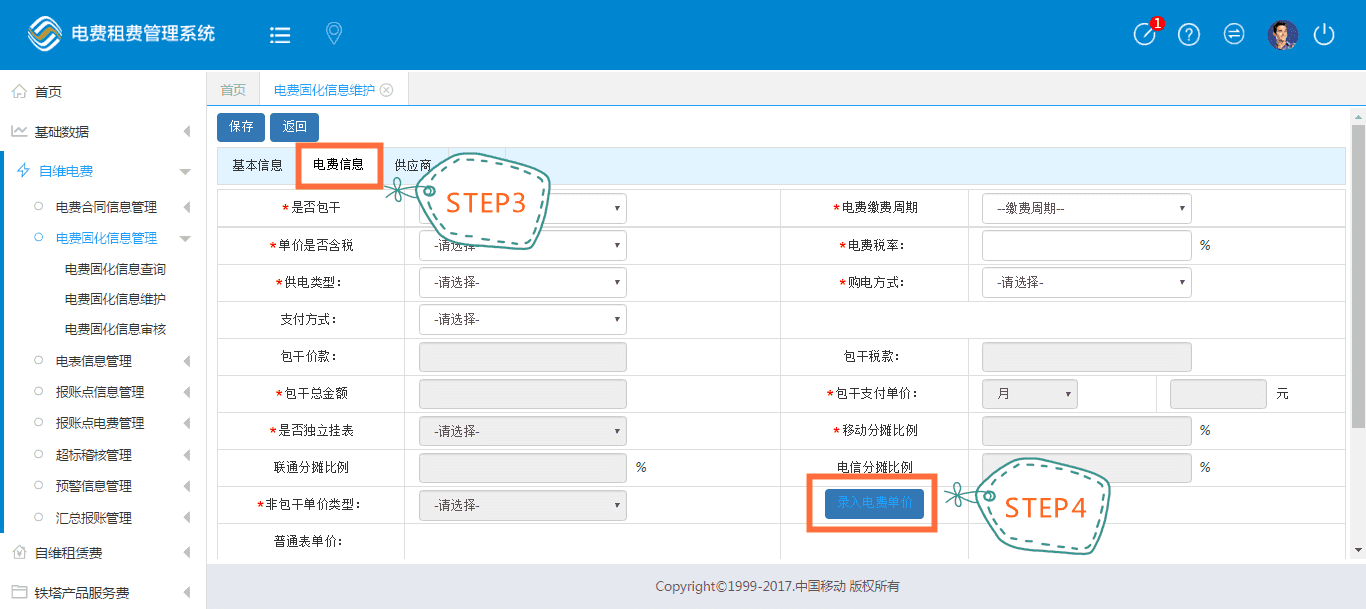 电费租费管理系统
1
首页
基础数据
自维电费
电费合同信息管理
电费固化信息管理
电费固化信息查询
电费固化信息维护
电费固化信息审核
电表信息管理
报账点信息管理
报账点电费管理
超标稽核管理
预警信息管理
汇总报账管理
自维租赁费
铁塔产品服务费
首页 电费固化信息维护
保存 返回
基本信息 电费信息 供应商
STEP3
*是否包干 *电费缴费周期 --缴费周期--
*单价是否含税 -请选择- *电费税率： %
*供电类型： -请选择- *购电方式： -请选择-
支付方式： -请选择-
包干价款： 包干税款：
*包干总金额 *包干支付单价： 月 元
*是否独立挂表 -请选择- *移动分摊比例 %
联通分摊比例 % 电信分摊比例 %
*非包干单价类型： -请选择- 录入电费单价
STEP4
普通表单价：
Copyright©1999-2017.中国移动 版权所有